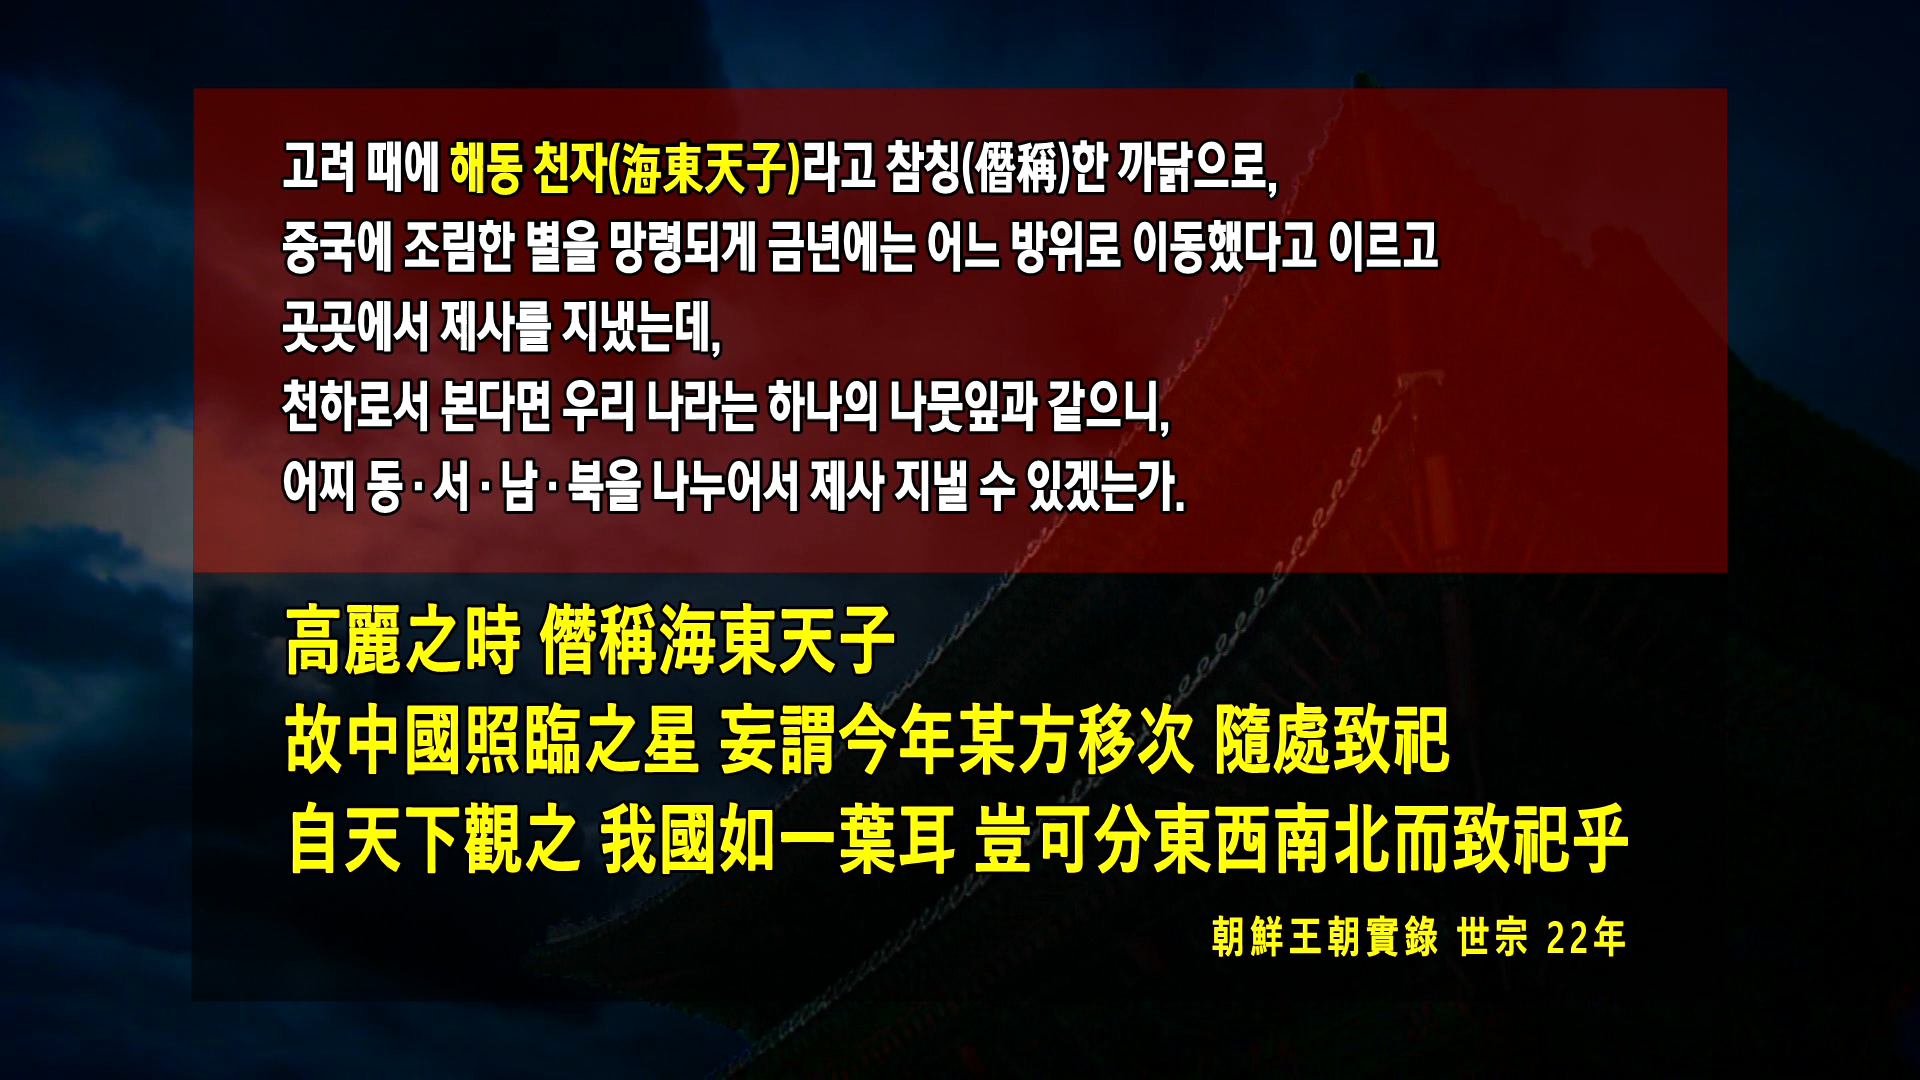 고려 때에 해동 천자(海東天子)라고 참칭(僭稱)한 까닭으로,
중국에 조림한 별을 망령되게 금년에는 어느 방위로 이동했다고 이르고
곳곳에서 제사를 지냈는데,
천하로서 본다면 우리 나라는 하나의 나뭇잎과 같으니,
어찌 동·서·남·북을 나누어서 제사 지낼 수 있겠는가.
高麗之時 僭稱海東天子
故中國照臨之星 妄謂今年某方移次 隨處致祀
自天下觀之 我國如一葉耳 豈可分東西南北而致祀乎
朝鮮王朝實錄 世宗 22年